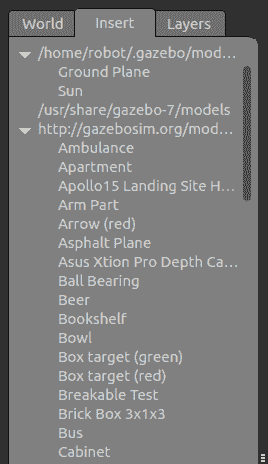 World Insert Layers
/home/robot/.gazebo/mod...
Ground Plane
Sun
/usr/share/gazebo-7/models
http://gazebosim.org/mod...
Ambulance
Apartment
Apollo15 Landing Site H...
Arm Part
Arrow (red)
Asphalt Plane
Asus Xtion Pro Depth Ca...
Ball Bearing
Beer
Bookshelf
Bowl
Box target (green)
Box target (red)
Breakable Test
Brick Box 3x1x3
Bus
Cabinet